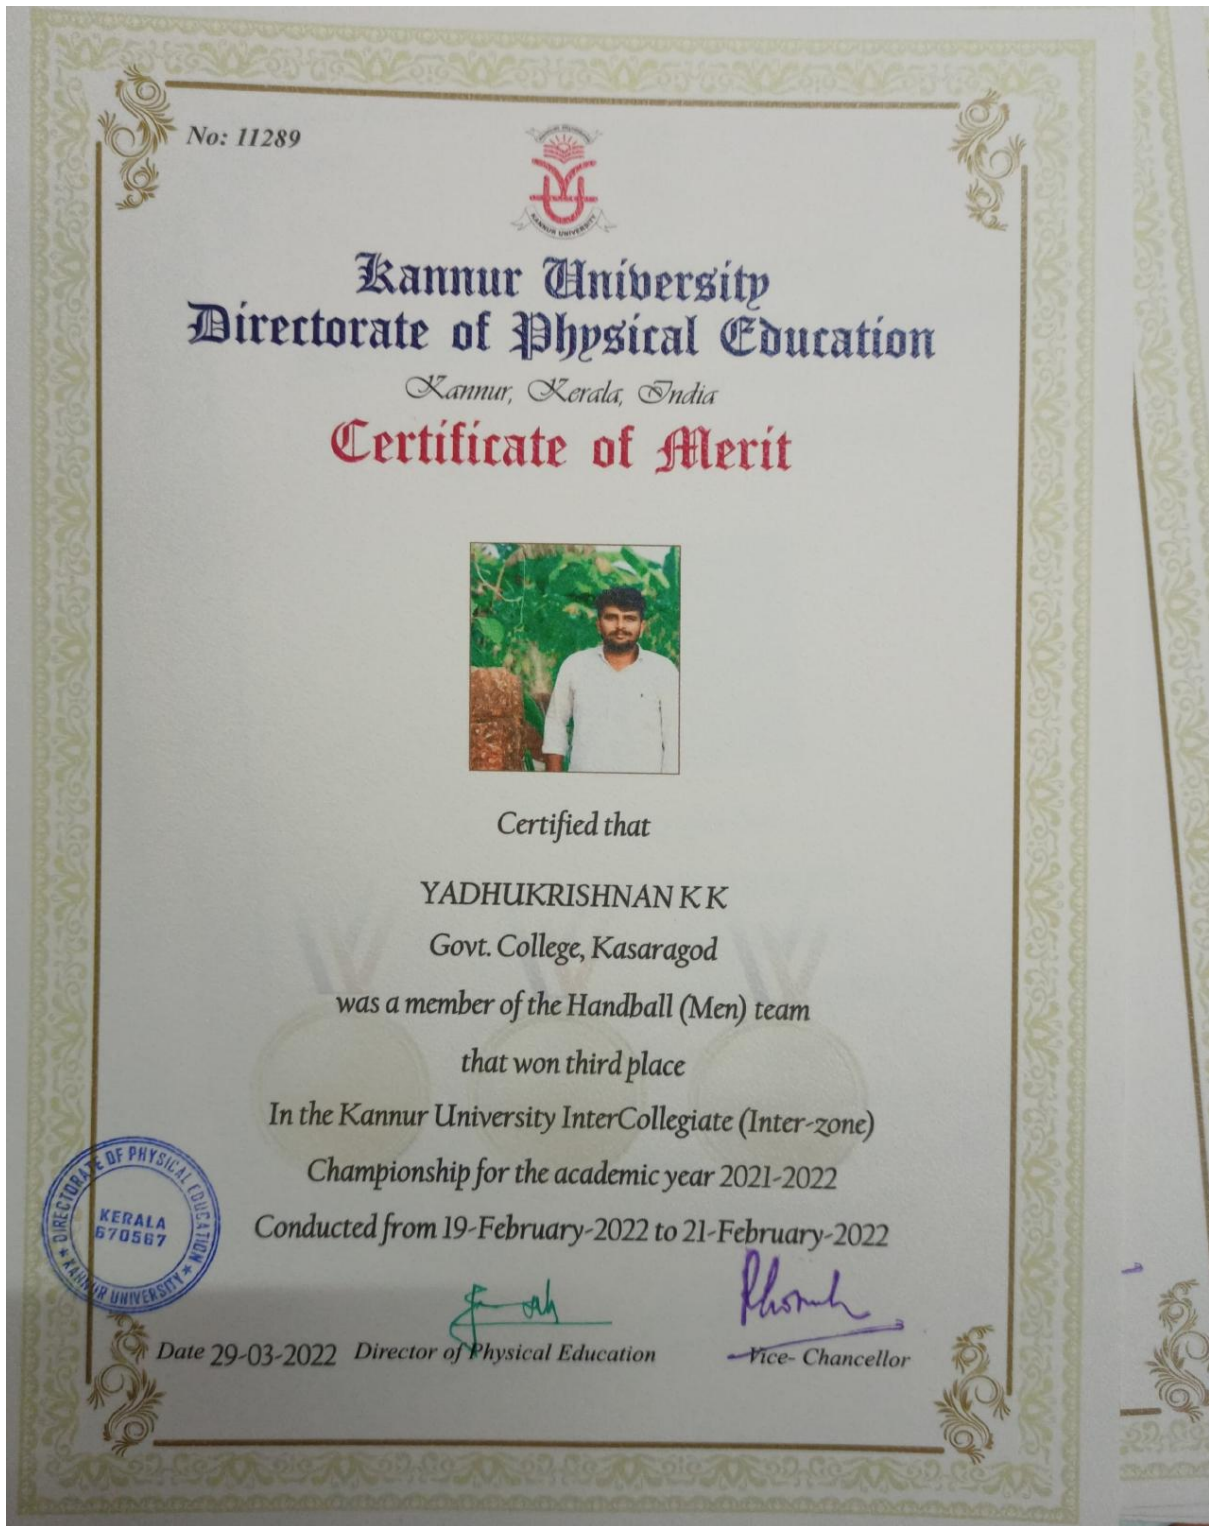 No: 11289
KANNUR UNIVERSITY
Kannur University
Directorate of Physical Education
Kannur, Kerala, India
Certificate of Merit
Certified that
YADHUKRISHNAN K K
Govt. College, Kasaragod
was a member of the Handball (Men) team
that won third place
In the Kannur University InterCollegiate (Inter-zone)
Championship for the academic year 2021-2022
Conducted from 19-February-2022 to 21-February-2022
DIRECTORATE OF PHYSICAL EDUCATION
KERALA
670567
★ KANNUR UNIVERSITY ★
Date 29-03-2022 Director of Physical Education Vice- Chancellor